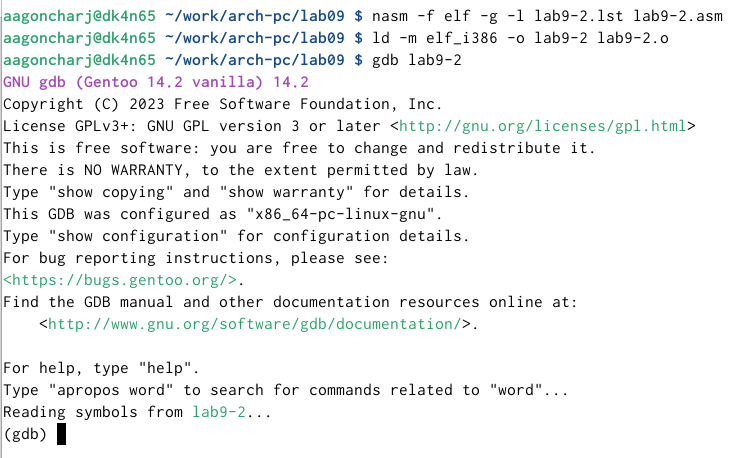 aagoncharj@dk4n65 ~/work/arch-pc/lab09 $ nasm -f elf -g -l lab9-2.lst lab9-2.asm
aagoncharj@dk4n65 ~/work/arch-pc/lab09 $ ld -m elf_i386 -o lab9-2 lab9-2.o
aagoncharj@dk4n65 ~/work/arch-pc/lab09 $ gdb lab9-2
GNU gdb (Gentoo 14.2 vanilla) 14.2
Copyright (C) 2023 Free Software Foundation, Inc.
License GPLv3+: GNU GPL version 3 or later <http://gnu.org/licenses/gpl.html>
This is free software: you are free to change and redistribute it.
There is NO WARRANTY, to the extent permitted by law.
Type "show copying" and "show warranty" for details.
This GDB was configured as "x86_64-pc-linux-gnu".
Type "show configuration" for configuration details.
For bug reporting instructions, please see:
<https://bugs.gentoo.org/>.
Find the GDB manual and other documentation resources online at:
    <http://www.gnu.org/software/gdb/documentation/>.

For help, type "help".
Type "apropos word" to search for commands related to "word"...
Reading symbols from lab9-2...
(gdb)